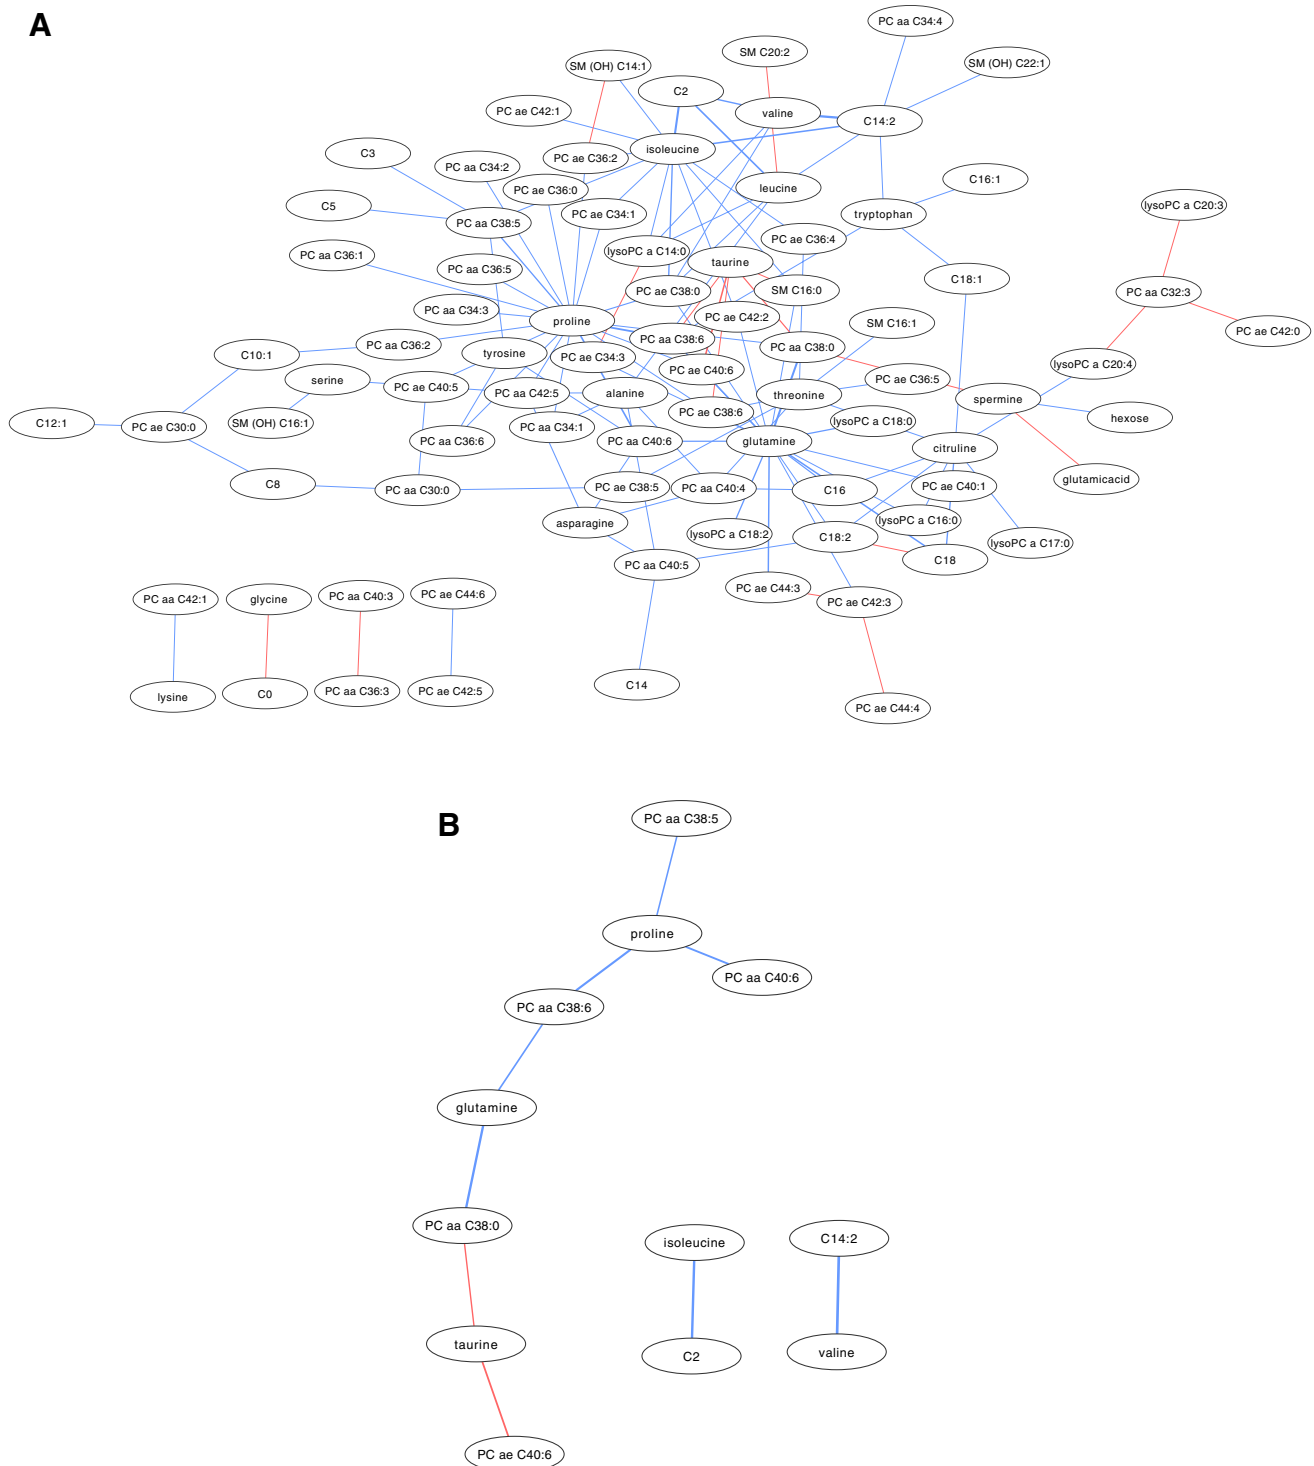 A
PC aa C34:4
SM C20:2
SM (OH) C14:1
SM (OH) C22:1
C2
PC ae C42:1
valine
C14:2
isoleucine
C3
PC ae C36:2
PC aa C34:2
C16:1
PC ae C36:0
leucine
lysoPC a C20:3
C5
PC ae C34:1
tryptophan
PC aa C38:5
PC ae C36:4
lysoPC a C14:0
PC aa C36:1
taurine
PC aa C36:5
C18:1
PC ae C38:0
SM C16:0
PC aa C32:3
PC aa C34:3
PC ae C42:2
proline
SM C16:1
PC ae C42:0
PC aa C38:6
PC aa C36:2
PC aa C38:0
C10:1
tyrosine
PC ae C34:3
lysoPC a C20:4
PC ae C40:6
serine
PC ae C36:5
PC ae C40:5
PC aa C42:5
alanine
threonine
spermine
PC ae C38:6
hexose
C12:1
PC ae C30:0
SM (OH) C16:1
PC aa C34:1
lysoPC a C18:0
PC aa C36:6
PC aa C40:6
glutamine
citruline
glutamicacid
C8
PC aa C30:0
PC ae C38:5
PC aa C40:4
C16
PC ae C40:1
asparagine
lysoPC a C16:0
lysoPC a C18:2
C18:2
lysoPC a C17:0
PC aa C40:5
C18
PC ae C44:3
PC ae C42:3
PC aa C42:1
glycine
PC aa C40:3
PC ae C44:6
C14
lysine
C0
PC aa C36:3
PC ae C42:5
PC ae C44:4
B
PC aa C38:5
proline
PC aa C40:6
PC aa C38:6
glutamine
PC aa C38:0
isoleucine
C14:2
taurine
C2
valine
PC ae C40:6